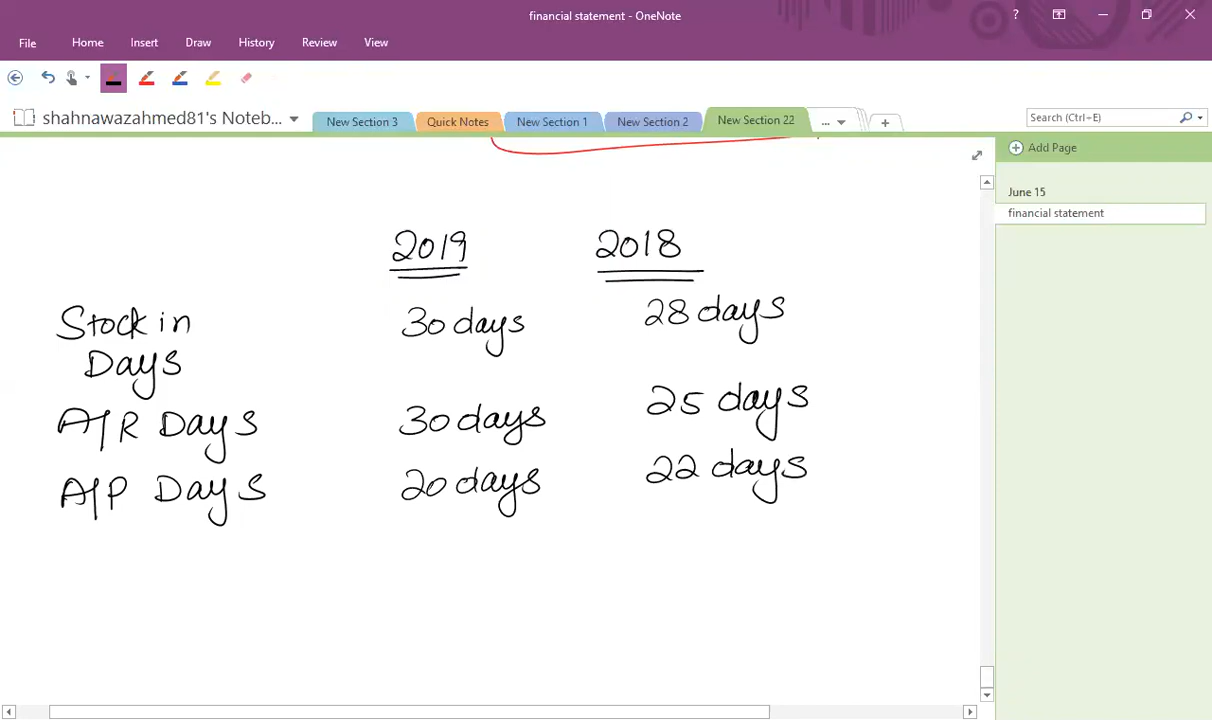 financial statement - OneNote
?
File Home Insert Draw History Review View
shahnawazahmed81's Noteb... New Section 3 Quick Notes New Section 1 New Section 2 New Section 22 ... Search (Ctrl+E)
Add Page
June 15
financial statement
2019 2018
Stock in Days 30 days 28 days
A/R Days 30 days 25 days
A/P Days 20 days 22 days